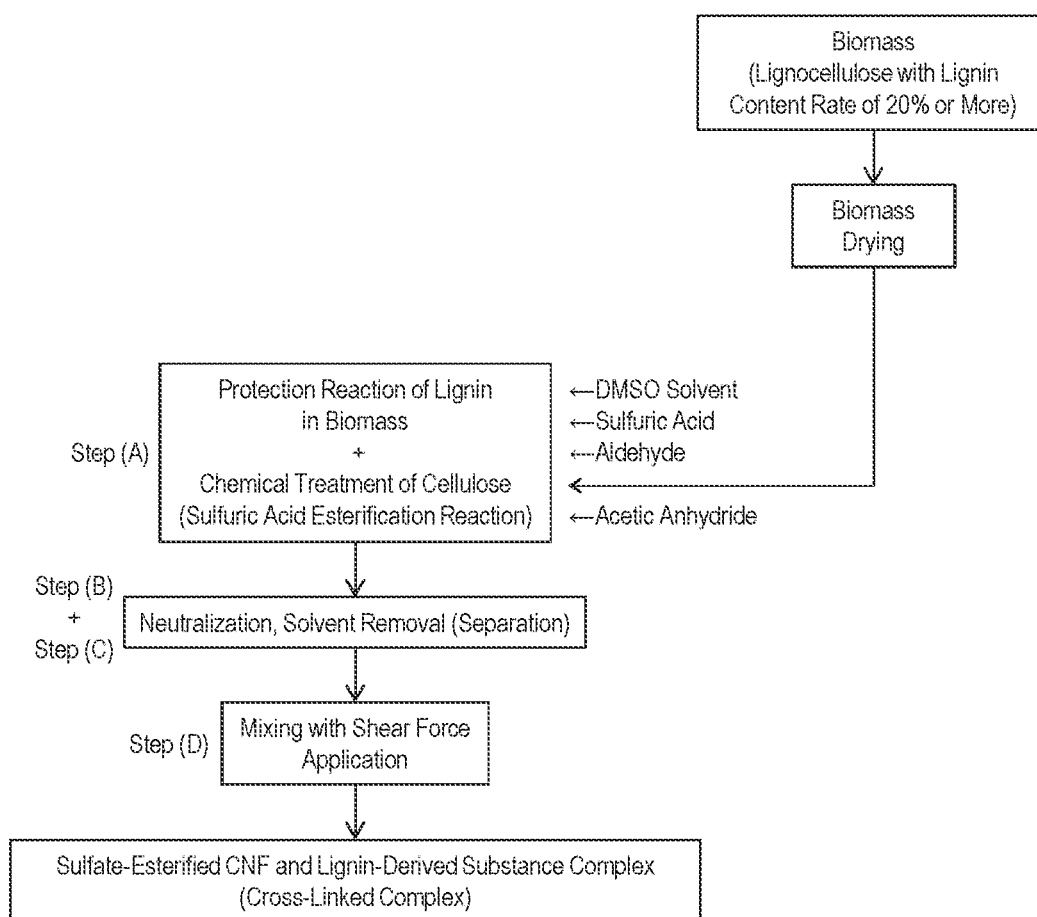 Biomass
(Lignocellulose with Lignin
Content Rate of 20% or More)
Biomass
Drying
Step (A)
Protection Reaction of Lignin
in Biomass
+
Chemical Treatment of Cellulose
(Sulfuric Acid Esterification Reaction)
←DMSO Solvent
←Sulfuric Acid
←Aldehyde
←Acetic Anhydride
Step (B)
+
Step (C)
Neutralization, Solvent Removal (Separation)
Step (D)
Mixing with Shear Force
Application
Sulfate-Esterified CNF and Lignin-Derived Substance Complex
(Cross-Linked Complex)